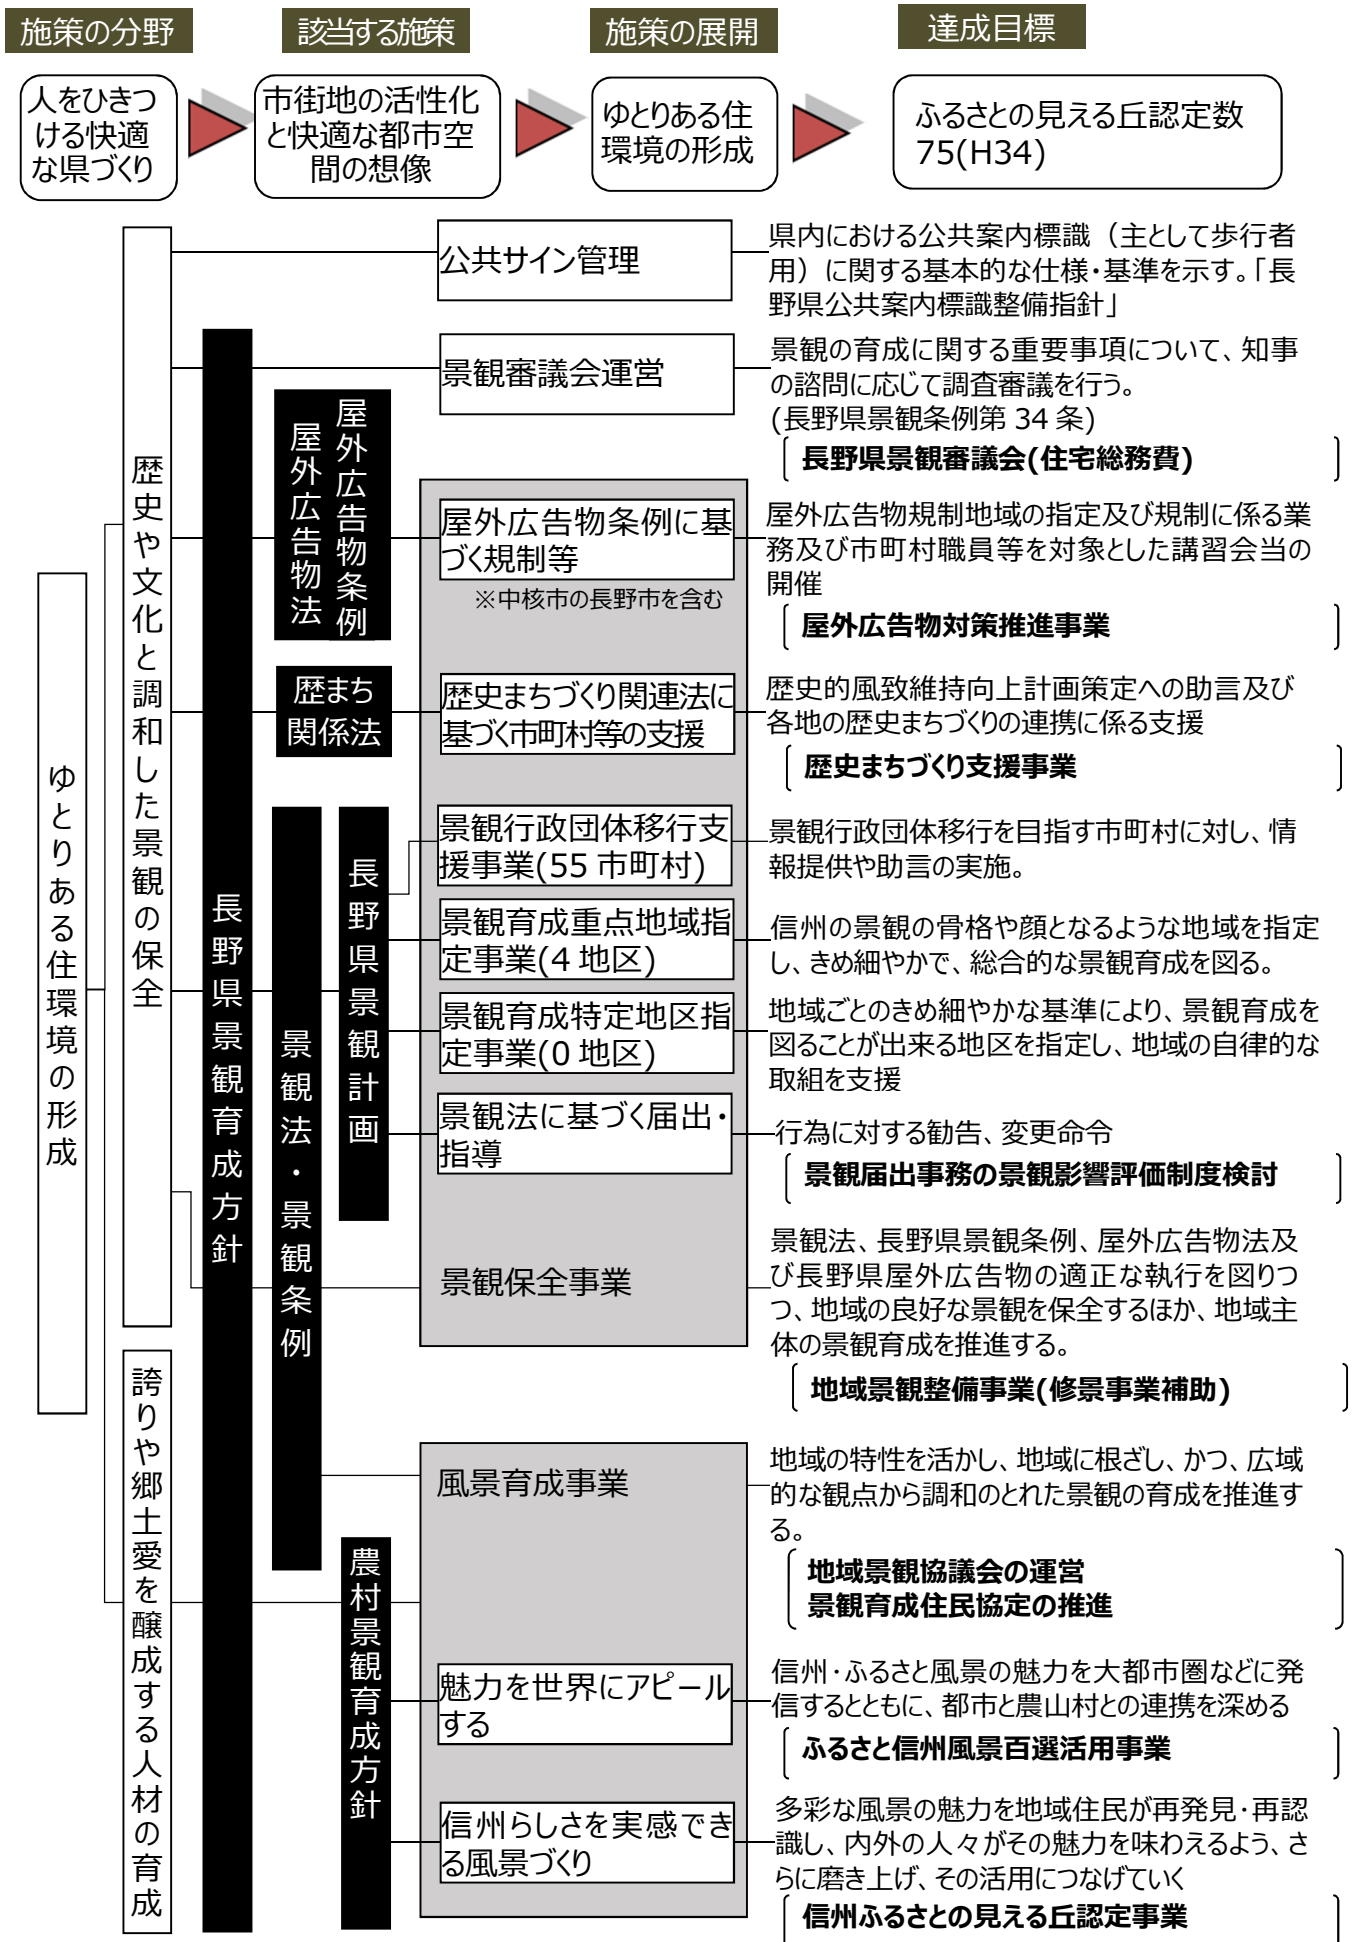 施策の分野
該当する施策
施策の展開
達成目標
人をひきつ
ける快適
な県づくり
市街地の活性化
と快適な都市空
間の想像
ゆとりある住
環境の形成
ふるさとの見える丘認定数
75(H34)
ゆとりある住環境の形成
歴史や文化と調和した景観の保全
誇りや郷土愛を醸成する人材の育成
長野県景観育成方針
屋外広告物条例
屋外広告物法
歴まち
関係法
景観法・景観条例
長野県景観計画
農村景観育成方針
公共サイン管理
県内における公共案内標識（主として歩行者
用）に関する基本的な仕様・基準を示す。「長
野県公共案内標識整備指針」
景観審議会運営
景観の育成に関する重要事項について、知事
の諮問に応じて調査審議を行う。
(長野県景観条例第 34 条)
長野県景観審議会(住宅総務費)
屋外広告物条例に基
づく規制等
※中核市の長野市を含む
屋外広告物規制地域の指定及び規制に係る業
務及び市町村職員等を対象とした講習会当の
開催
屋外広告物対策推進事業
歴史まちづくり関連法に
基づく市町村等の支援
歴史的風致維持向上計画策定への助言及び
各地の歴史まちづくりの連携に係る支援
歴史まちづくり支援事業
景観行政団体移行支
援事業(55 市町村)
景観行政団体移行を目指す市町村に対し、情
報提供や助言の実施。
景観育成重点地域指
定事業(4 地区)
信州の景観の骨格や顔となるような地域を指定
し、きめ細やかで、総合的な景観育成を図る。
景観育成特定地区指
定事業(0 地区)
地域ごとのきめ細やかな基準により、景観育成を
図ることが出来る地区を指定し、地域の自律的な
取組を支援
景観法に基づく届出・
指導
行為に対する勧告、変更命令
景観届出事務の景観影響評価制度検討
景観保全事業
景観法、長野県景観条例、屋外広告物法及
び長野県屋外広告物の適正な執行を図りつ
つ、地域の良好な景観を保全するほか、地域主
体の景観育成を推進する。
地域景観整備事業(修景事業補助)
風景育成事業
地域の特性を活かし、地域に根ざし、かつ、広域
的な観点から調和のとれた景観の育成を推進す
る。
地域景観協議会の運営
景観育成住民協定の推進
魅力を世界にアピール
する
信州・ふるさと風景の魅力を大都市圏などに発
信するとともに、都市と農山村との連携を深める
ふるさと信州風景百選活用事業
信州らしさを実感でき
る風景づくり
多彩な風景の魅力を地域住民が再発見・再認
識し、内外の人々がその魅力を味わえるよう、さ
らに磨き上げ、その活用につなげていく
信州ふるさとの見える丘認定事業